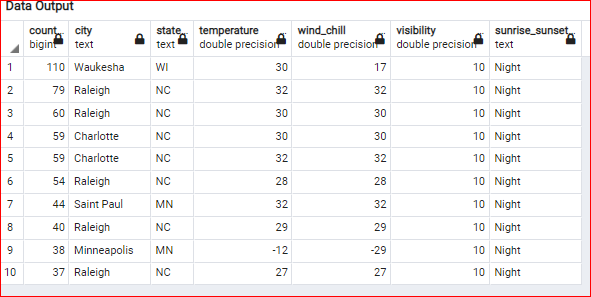 Data Output
count city state temperature wind_chill visibility sunrise_sunset
bigint text text double precision double precision double precision text
1 110 Waukesha WI 30 17 10 Night
2 79 Raleigh NC 32 32 10 Night
3 60 Raleigh NC 30 30 10 Night
4 59 Charlotte NC 30 30 10 Night
5 59 Charlotte NC 32 32 10 Night
6 54 Raleigh NC 28 28 10 Night
7 44 Saint Paul MN 32 32 10 Night
8 40 Raleigh NC 29 29 10 Night
9 38 Minneapolis MN -12 -29 10 Night
10 37 Raleigh NC 27 27 10 Night